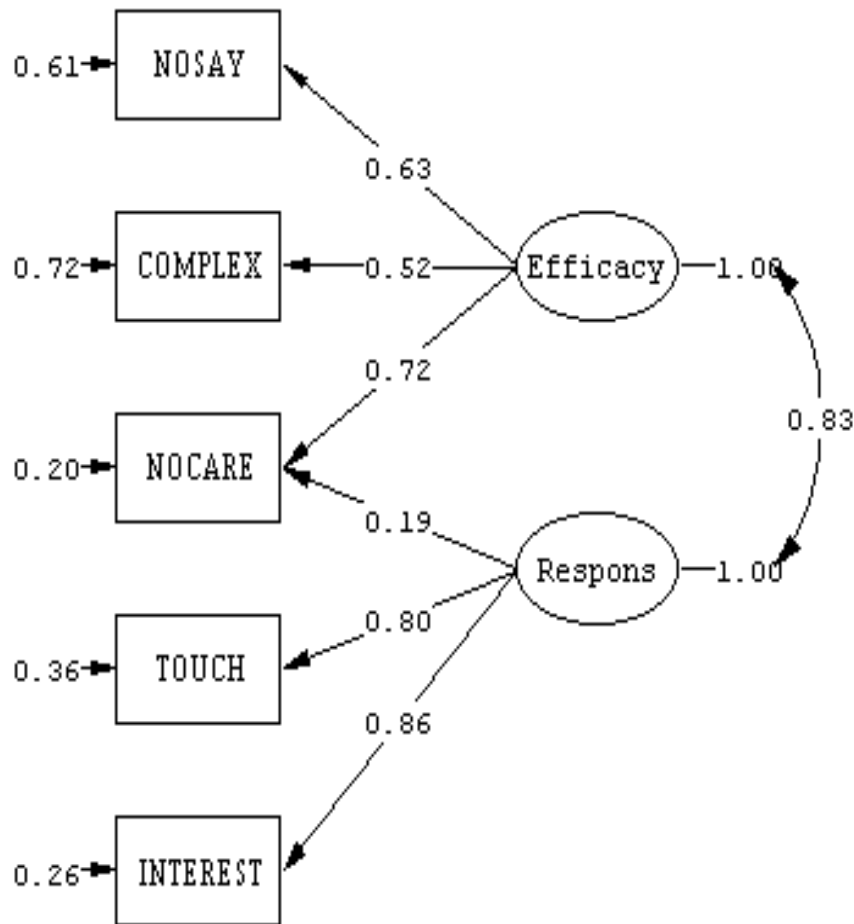 0.61 NOSAY
0.63
0.72 COMPLEX 0.52 Efficacy 1.00
0.72
0.83
0.20 NOCARE
0.19
Respons 1.00
0.80
0.36 TOUCH
0.86
0.26 INTEREST